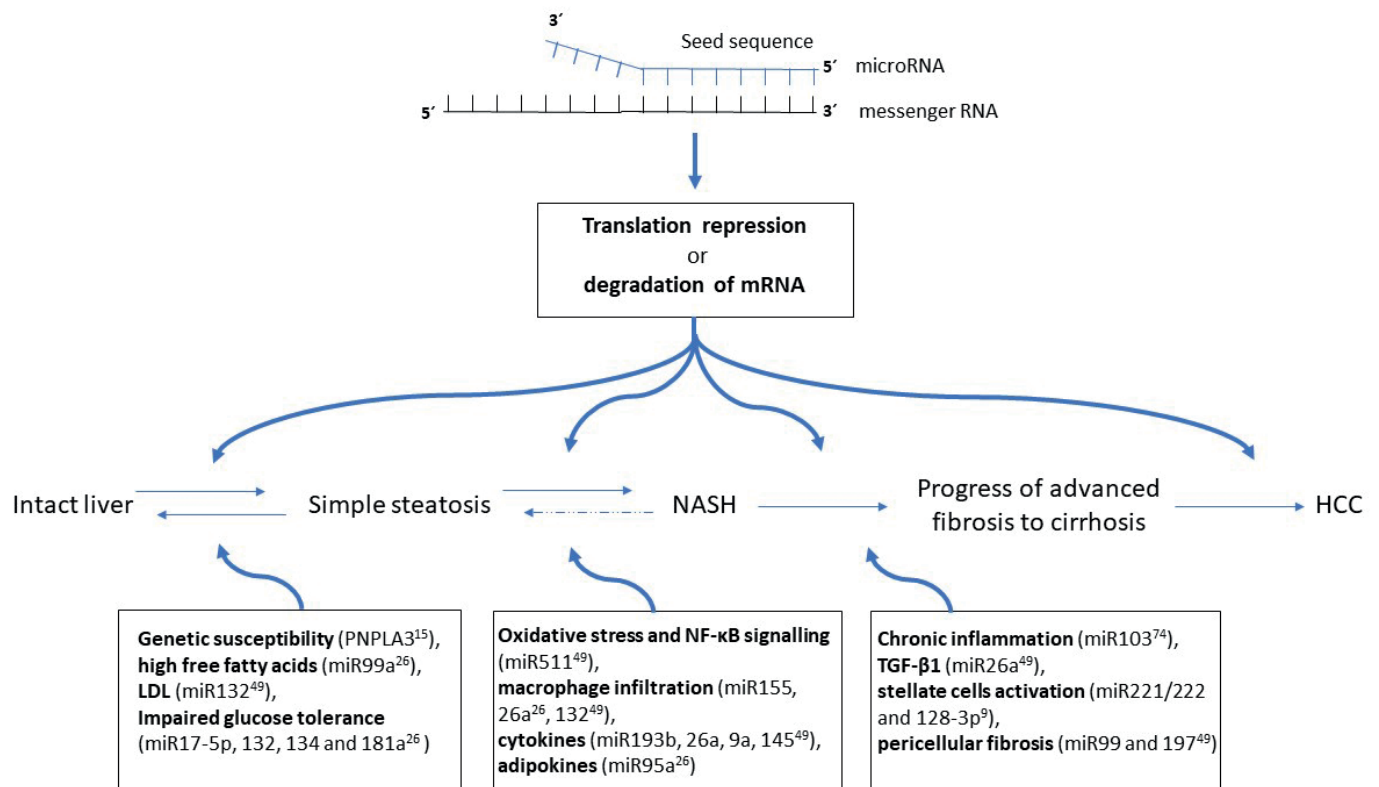 3´
Seed sequence
5´ microRNA
5´ 3´ messenger RNA
Translation repression
or
degradation of mRNA
Intact liver
Simple steatosis
NASH
Progress of advanced
fibrosis to cirrhosis
HCC
Genetic susceptibility (PNPLA3¹⁵),
high free fatty acids (miR99a²⁶),
LDL (miR132⁴⁹),
Impaired glucose tolerance
(miR17-5p, 132, 134 and 181a²⁶)
Oxidative stress and NF-κB signalling
(miR511⁴⁹),
macrophage infiltration (miR155,
26a²⁶, 132⁴⁹),
cytokines (miR193b, 26a, 9a, 145⁴⁹),
adipokines (miR95a²⁶)
Chronic inflammation (miR103⁷⁴),
TGF-β1 (miR26a⁴⁹),
stellate cells activation (miR221/222
and 128-3p⁹),
pericellular fibrosis (miR99 and 197⁴⁹)